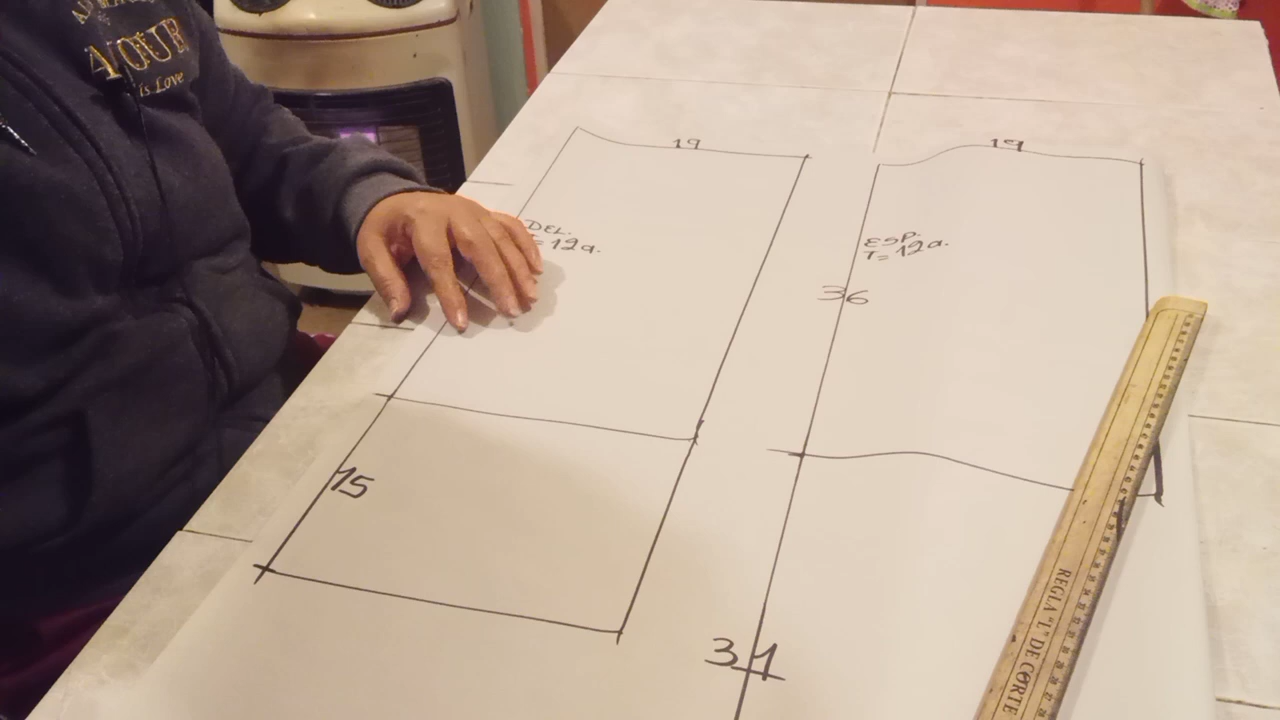 AMOUR
is Love
19
19
DEL.
= 12a.
ESP.
T= 12a.
36
15
31
REGLA "L" DE CORTE